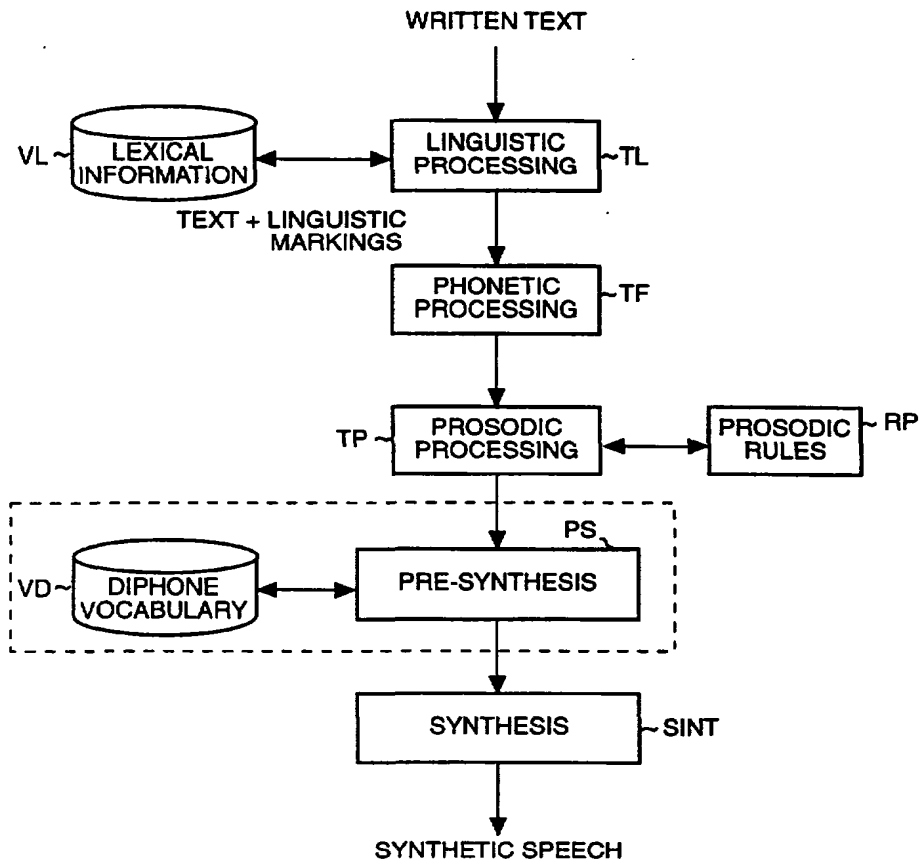 WRITTEN TEXT
VL
LEXICAL
INFORMATION
LINGUISTIC
PROCESSING
TL
TEXT + LINGUISTIC
MARKINGS
PHONETIC
PROCESSING
TF
TP
PROSODIC
PROCESSING
PROSODIC
RULES
RP
PS
VD
DIPHONE
VOCABULARY
PRE-SYNTHESIS
SYNTHESIS
SINT
SYNTHETIC SPEECH